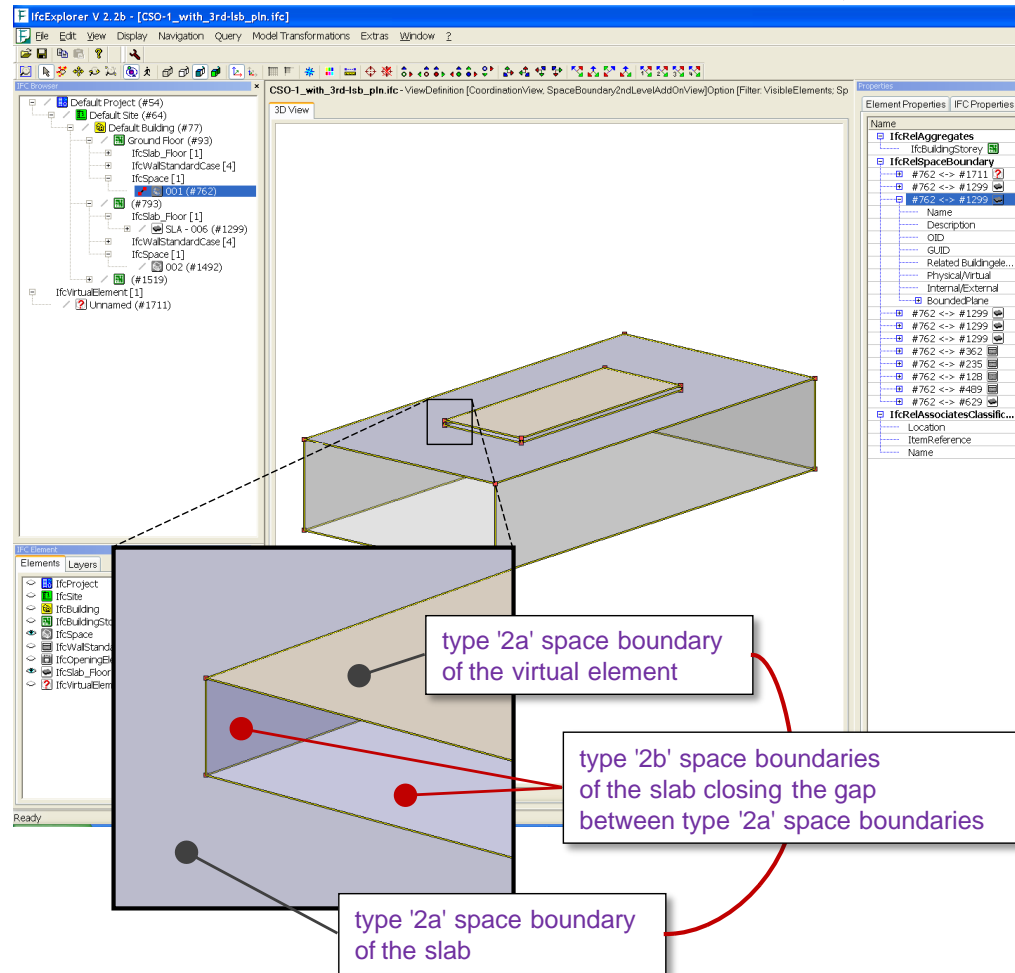 IfcExplorer V 2.2b - [CSO-1_with_3rd-lsb_pln.ifc]
File Edit View Display Navigation Query Model Transformations Extras Window ?
IFC Browser
Default Project (#54)
Default Site (#64)
Default Building (#77)
Ground Floor (#93)
IfcSlab_Floor [1]
IfcWallStandardCase [4]
IfcSpace [1]
001 (#762)
(#793)
IfcSlab_Floor [1]
SLA - 006 (#1299)
IfcWallStandardCase [4]
IfcSpace [1]
002 (#1492)
(#1519)
IfcVirtualElement [1]
Unnamed (#1711)
CSO-1_with_3rd-lsb_pln.ifc - ViewDefinition [CoordinationView, SpaceBoundary2ndLevelAddOnView]Option [Filter: VisibleElements; Sp
3D View
Properties
Element Properties IFC Properties
Name
IfcRelAggregates
IfcBuildingStorey
IfcRelSpaceBoundary
#762 <-> #1711
#762 <-> #1299
#762 <-> #1299
Name
Description
OID
GUID
Related Buildingele...
Physical/Virtual
Internal/External
BoundedPlane
#762 <-> #1299
#762 <-> #1299
#762 <-> #1299
#762 <-> #362
#762 <-> #235
#762 <-> #128
#762 <-> #489
#762 <-> #629
IfcRelAssociatesClassific...
Location
ItemReference
Name
IFC Element
Elements Layers
IfcProject
IfcSite
IfcBuilding
IfcBuildingSto
IfcSpace
IfcWallStanda
IfcOpeningEl
IfcSlab_Floor
IfcVirtualElem
Ready
type '2a' space boundary
of the virtual element
type '2b' space boundaries
of the slab closing the gap
between type '2a' space boundaries
type '2a' space boundary
of the slab